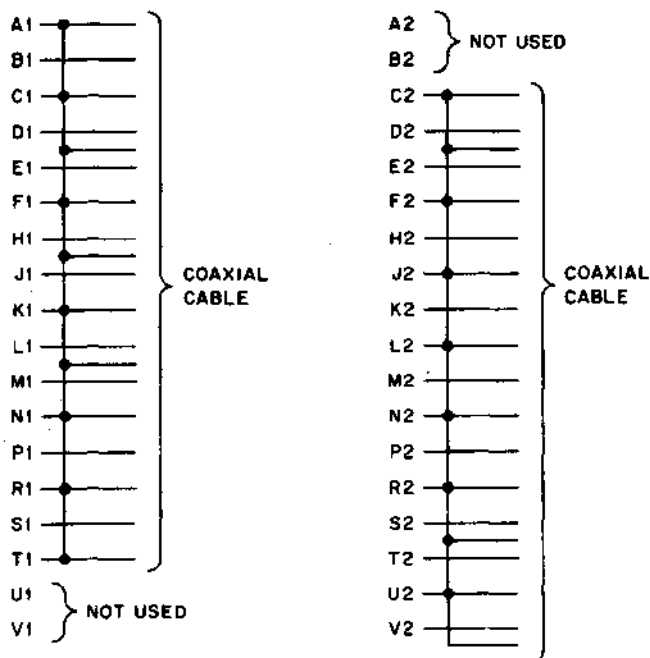 A1
B1
C1
D1
E1
F1
H1
J1
K1
L1
M1
N1
P1
R1
S1
T1
COAXIAL
CABLE
U1
V1
NOT USED
A2
B2
NOT USED
C2
D2
E2
F2
H2
J2
K2
L2
M2
N2
P2
R2
S2
T2
U2
V2
COAXIAL
CABLE